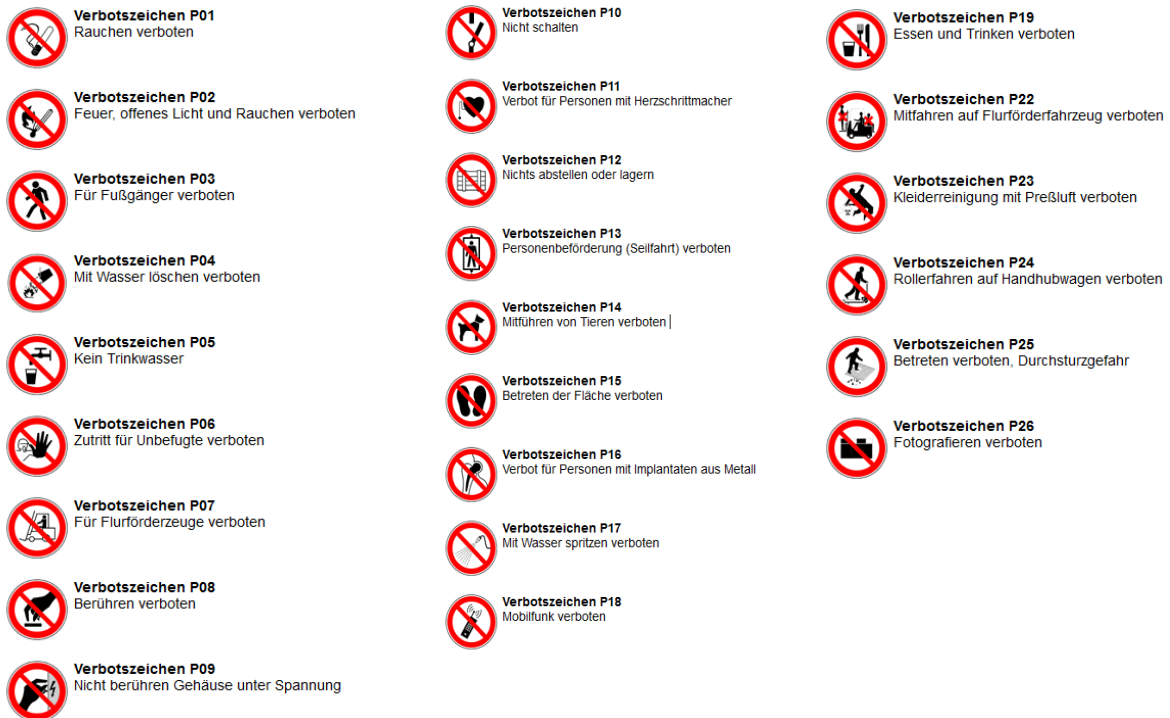 Verbotszeichen P01
Rauchen verboten
Verbotszeichen P02
Feuer, offenes Licht und Rauchen verboten
Verbotszeichen P03
Für Fußgänger verboten
Verbotszeichen P04
Mit Wasser löschen verboten
Verbotszeichen P05
Kein Trinkwasser
Verbotszeichen P06
Zutritt für Unbefugte verboten
Verbotszeichen P07
Für Flurförderzeuge verboten
Verbotszeichen P08
Berühren verboten
Verbotszeichen P09
Nicht berühren Gehäuse unter Spannung
Verbotszeichen P10
Nicht schalten
Verbotszeichen P11
Verbot für Personen mit Herzschrittmacher
Verbotszeichen P12
Nichts abstellen oder lagern
Verbotszeichen P13
Personenbeförderung (Seilfahrt) verboten
Verbotszeichen P14
Mitführen von Tieren verboten
Verbotszeichen P15
Betreten der Fläche verboten
Verbotszeichen P16
Verbot für Personen mit Implantaten aus Metall
Verbotszeichen P17
Mit Wasser spritzen verboten
Verbotszeichen P18
Mobilfunk verboten
Verbotszeichen P19
Essen und Trinken verboten
Verbotszeichen P22
Mitfahren auf Flurförderfahrzeug verboten
Verbotszeichen P23
Kleiderreinigung mit Preßluft verboten
Verbotszeichen P24
Rollerfahren auf Handhubwagen verboten
Verbotszeichen P25
Betreten verboten, Durchsturzgefahr
Verbotszeichen P26
Fotografieren verboten